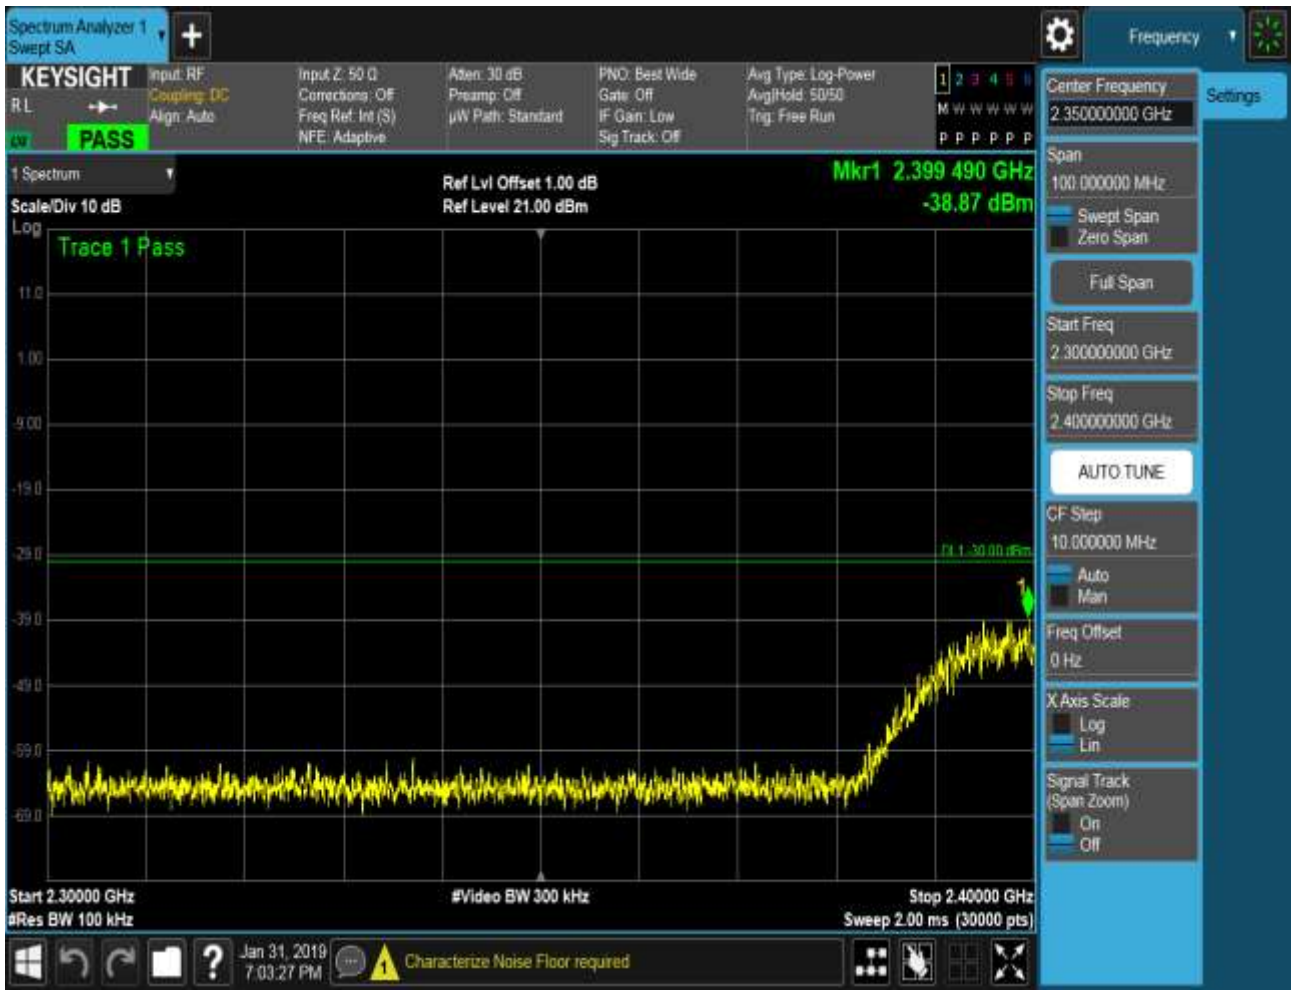 Spectrum Analyzer 1
Swept SA
+
Frequency
KEYSIGHT
RL
PASS
Input: RF
Coupling: DC
Align: Auto
Input Z: 50 Ω
Corrections: Off
Freq Ref: Int (S)
NFE: Adaptive
Atten: 30 dB
Preamp: Off
µW Path: Standard
PNO: Best Wide
Gate: Off
IF Gain: Low
Sig Track: Off
Avg Type: Log-Power
Avg|Hold: 50/50
Trig: Free Run
1 2 3 4 5 6
M W W W W W
P P P P P P
1 Spectrum
Scale/Div 10 dB
Ref Lvl Offset 1.00 dB
Ref Level 21.00 dBm
Mkr1 2.399 490 GHz
-38.87 dBm
Log
Trace 1 Pass
11.0
1.00
-9.00
-19.0
-29.0
-39.0
-49.0
-59.0
-69.0
DL1 -30.00 dBm
1
Start 2.30000 GHz
#Res BW 100 kHz
#Video BW 300 kHz
Stop 2.40000 GHz
Sweep 2.00 ms (30000 pts)
Center Frequency
2.350000000 GHz
Settings
Span
100.000000 MHz
Swept Span
Zero Span
Full Span
Start Freq
2.300000000 GHz
Stop Freq
2.400000000 GHz
AUTO TUNE
CF Step
10.000000 MHz
Auto
Man
Freq Offset
0 Hz
X Axis Scale
Log
Lin
Signal Track
(Span Zoom)
On
Off
?
Jan 31, 2019
7:03:27 PM
1
Characterize Noise Floor required